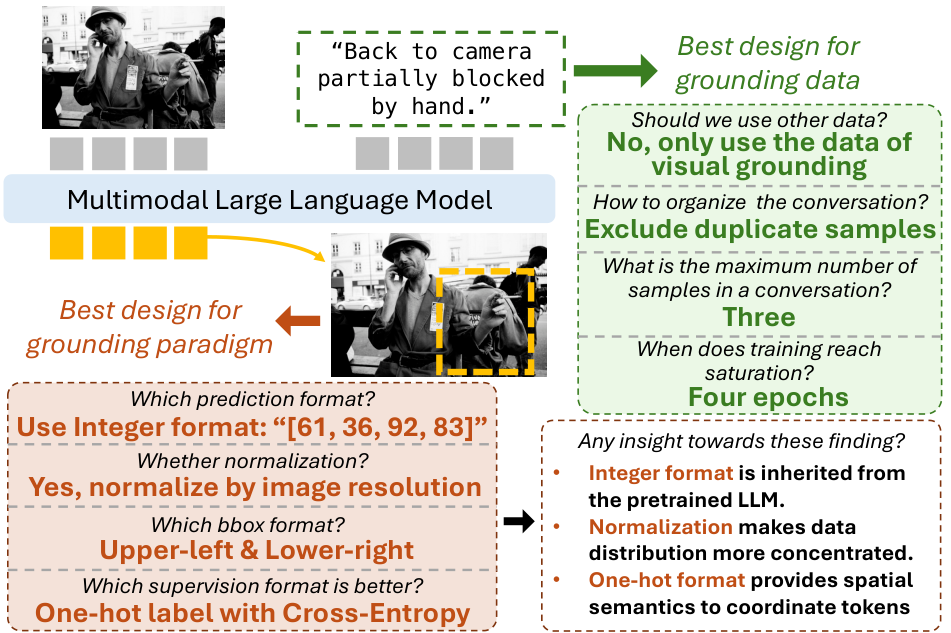 “Back to camera
partially blocked
by hand.”
Best design for
grounding data
Multimodal Large Language Model
Should we use other data?
No, only use the data of
visual grounding
How to organize  the conversation?
Exclude duplicate samples
What is the maximum number of
samples in a conversation?
Three
When does training reach
saturation?
Four epochs
Best design for
grounding paradigm
Which prediction format?
Use Integer format: “[61, 36, 92, 83]”
Whether normalization?
Yes, normalize by image resolution
Which bbox format?
Upper-left & Lower-right
Which supervision format is better?
One-hot label with Cross-Entropy
Any insight towards these finding?
• Integer format is inherited from
the pretrained LLM.
• Normalization makes data
distribution more concentrated.
• One-hot format provides spatial
semantics to coordinate tokens